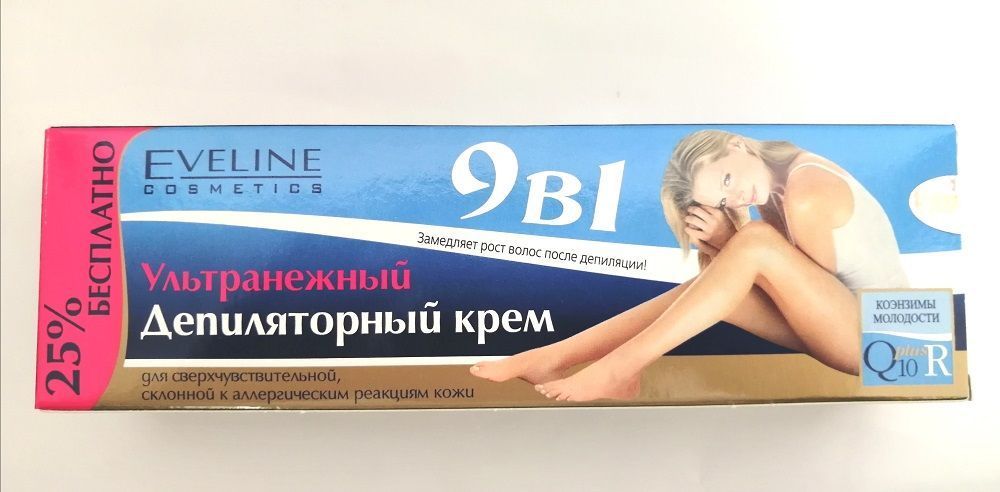 25%
БЕСПЛАТНО
EVELINE
COSMETICS
9в1
Замедляет рост волос после депиляции!
Ультранежный
Депиляторный крем
для сверхчувствительной,
склонной к аллергическим реакциям кожи
КОЭНЗИМЫ
МОЛОДОСТИ
Q10 plus R